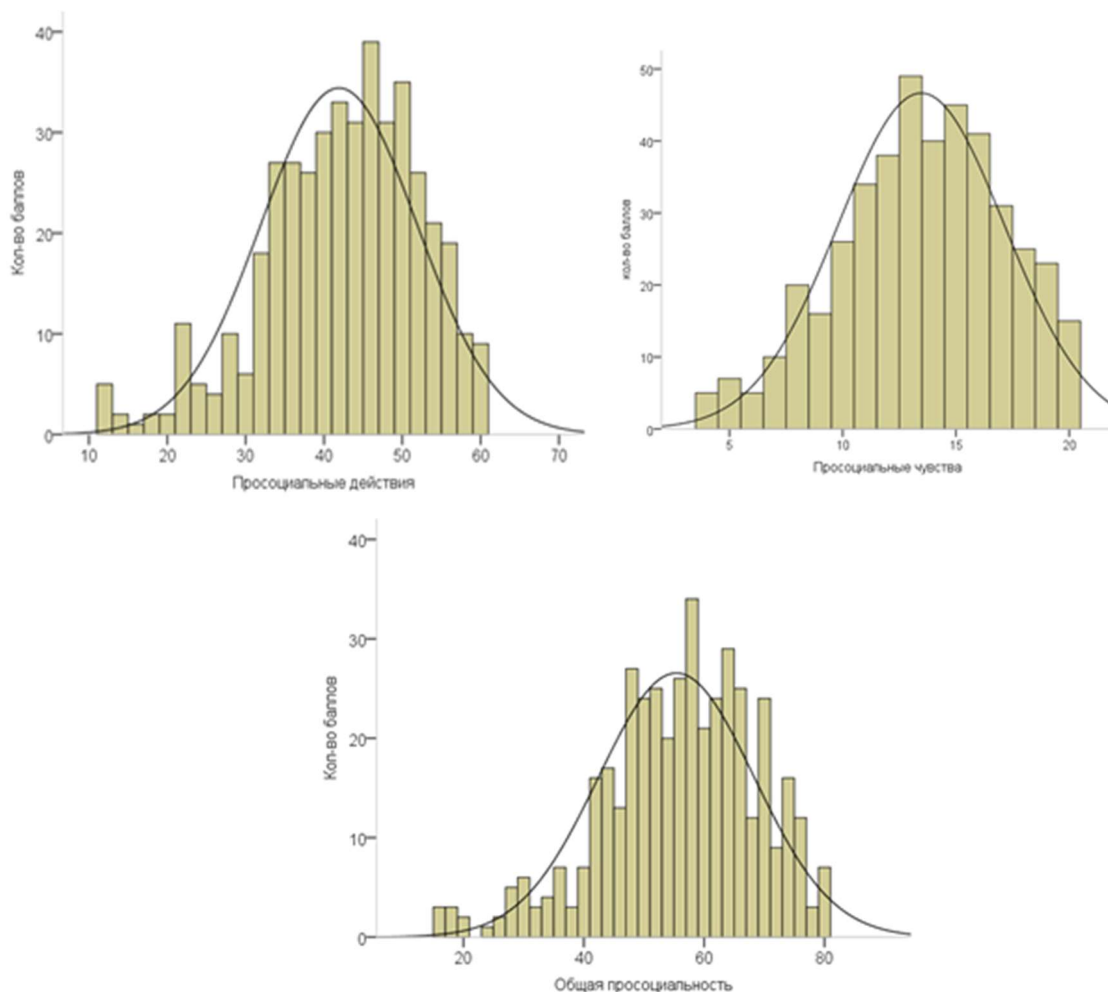 40
30
20
10
0
Кол-во баллов
10 20 30 40 50 60 70
Просоциальные действия
50
40
30
20
10
0
кол-во баллов
5 10 15 20
Просоциальные чувства
40
30
20
10
0
Кол-во баллов
20 40 60 80
Общая просоциальность